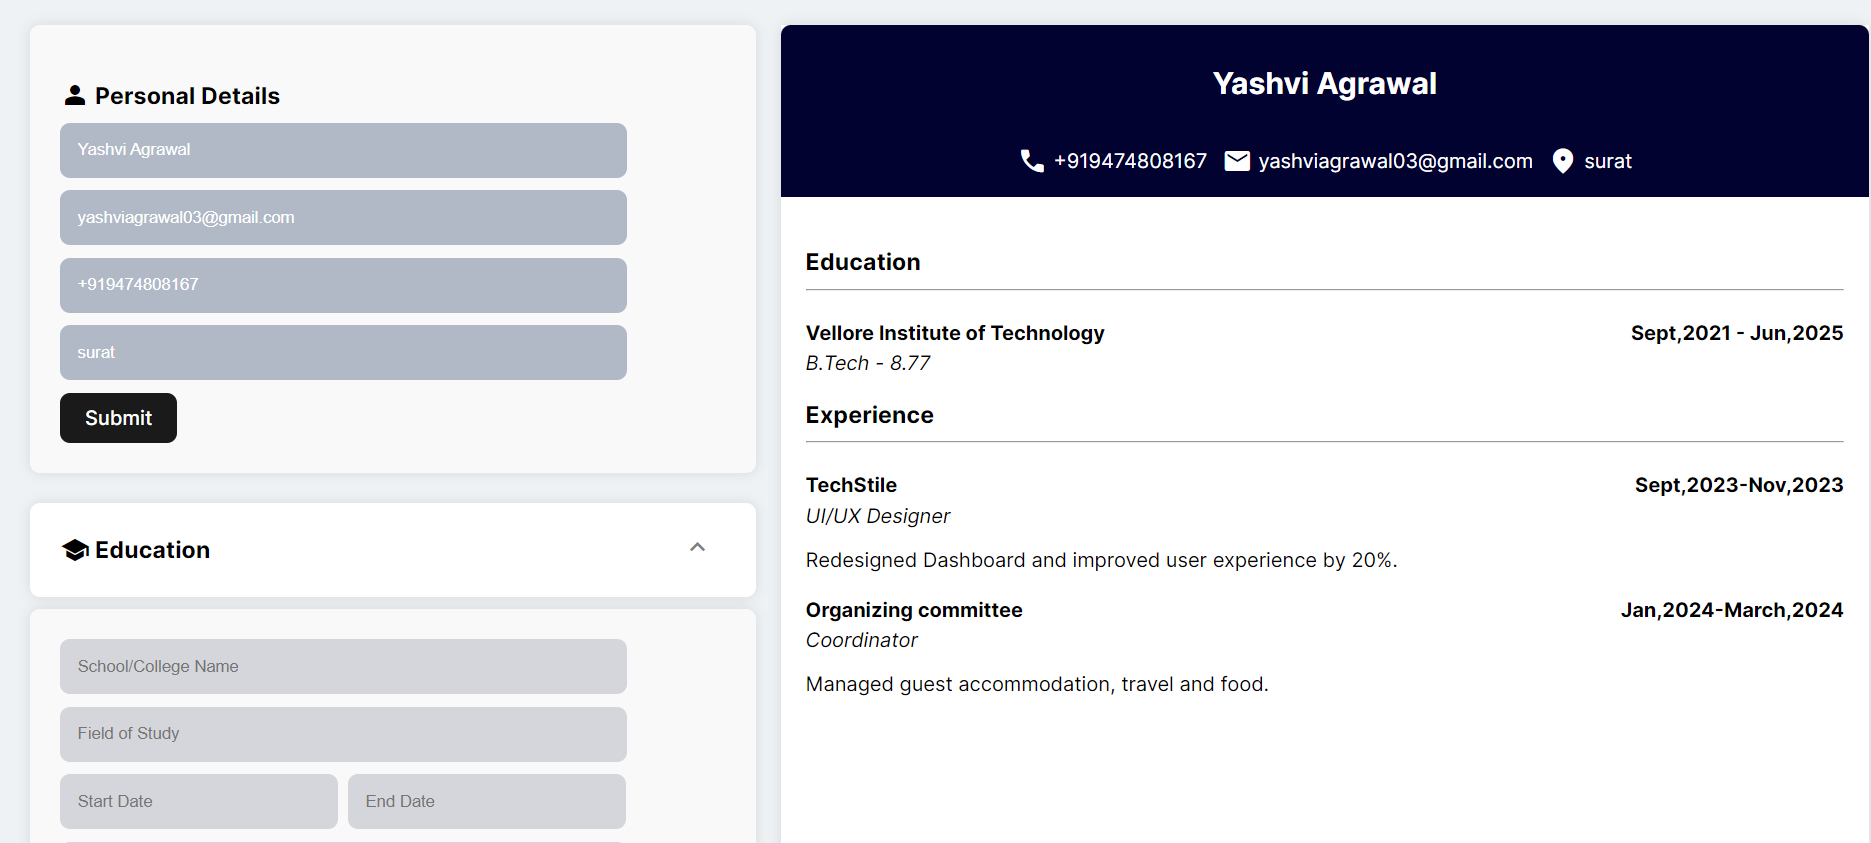 Personal Details
Yashvi Agrawal
yashviagrawal03@gmail.com
+919474808167
surat
Submit
Education
School/College Name
Field of Study
Start Date End Date
Yashvi Agrawal
+919474808167 yashviagrawal03@gmail.com surat
Education
Vellore Institute of Technology Sept,2021 - Jun,2025
B.Tech - 8.77
Experience
TechStile Sept,2023-Nov,2023
UI/UX Designer
Redesigned Dashboard and improved user experience by 20%.
Organizing committee Jan,2024-March,2024
Coordinator
Managed guest accommodation, travel and food.